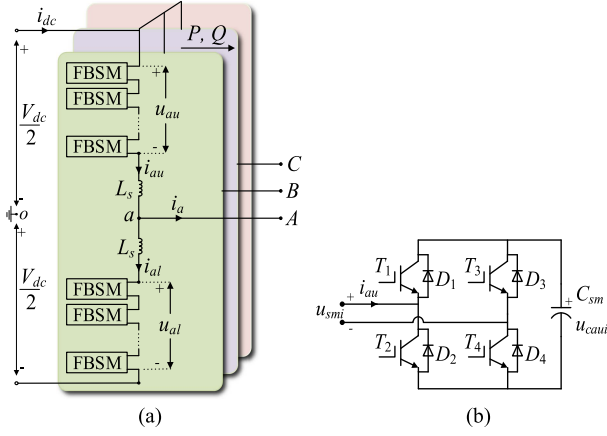 i_dc
P, Q
V_dc/2
+
-
o
+
V_dc/2
-
FBSM
FBSM
FBSM
+
u_au
-
i_au
L_s
a
i_a
L_s
i_al
C
B
A
FBSM
FBSM
FBSM
+
u_al
-
(a)
T_1
D_1
T_3
D_3
i_au
+
u_smi
-
T_2
D_2
T_4
D_4
C_sm
+
u_caui
(b)